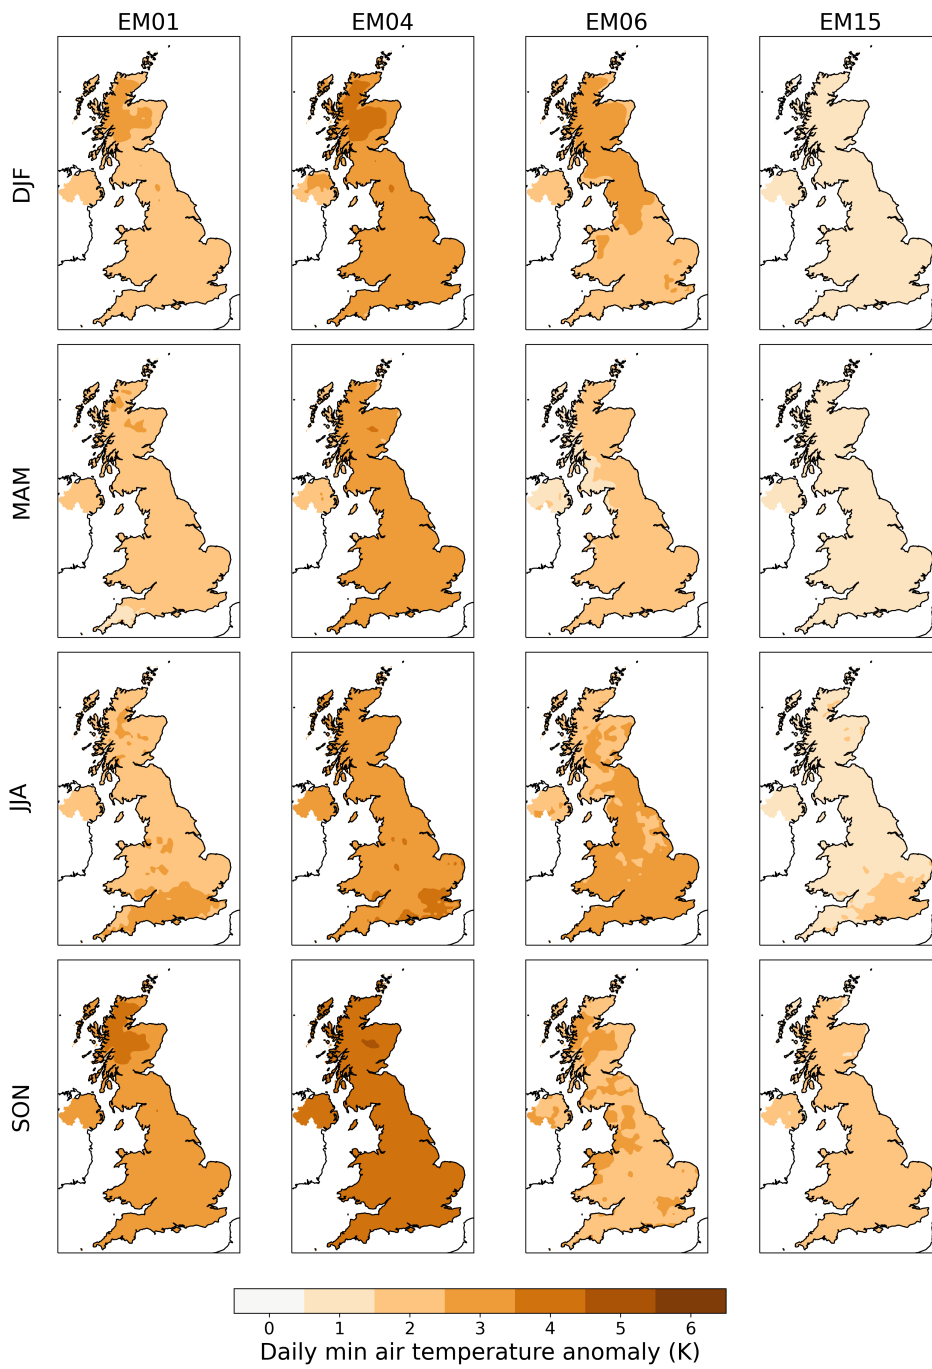 EM01 EM04 EM06 EM15
DJF
MAM
JJA
SON
0 1 2 3 4 5 6
Daily min air temperature anomaly (K)